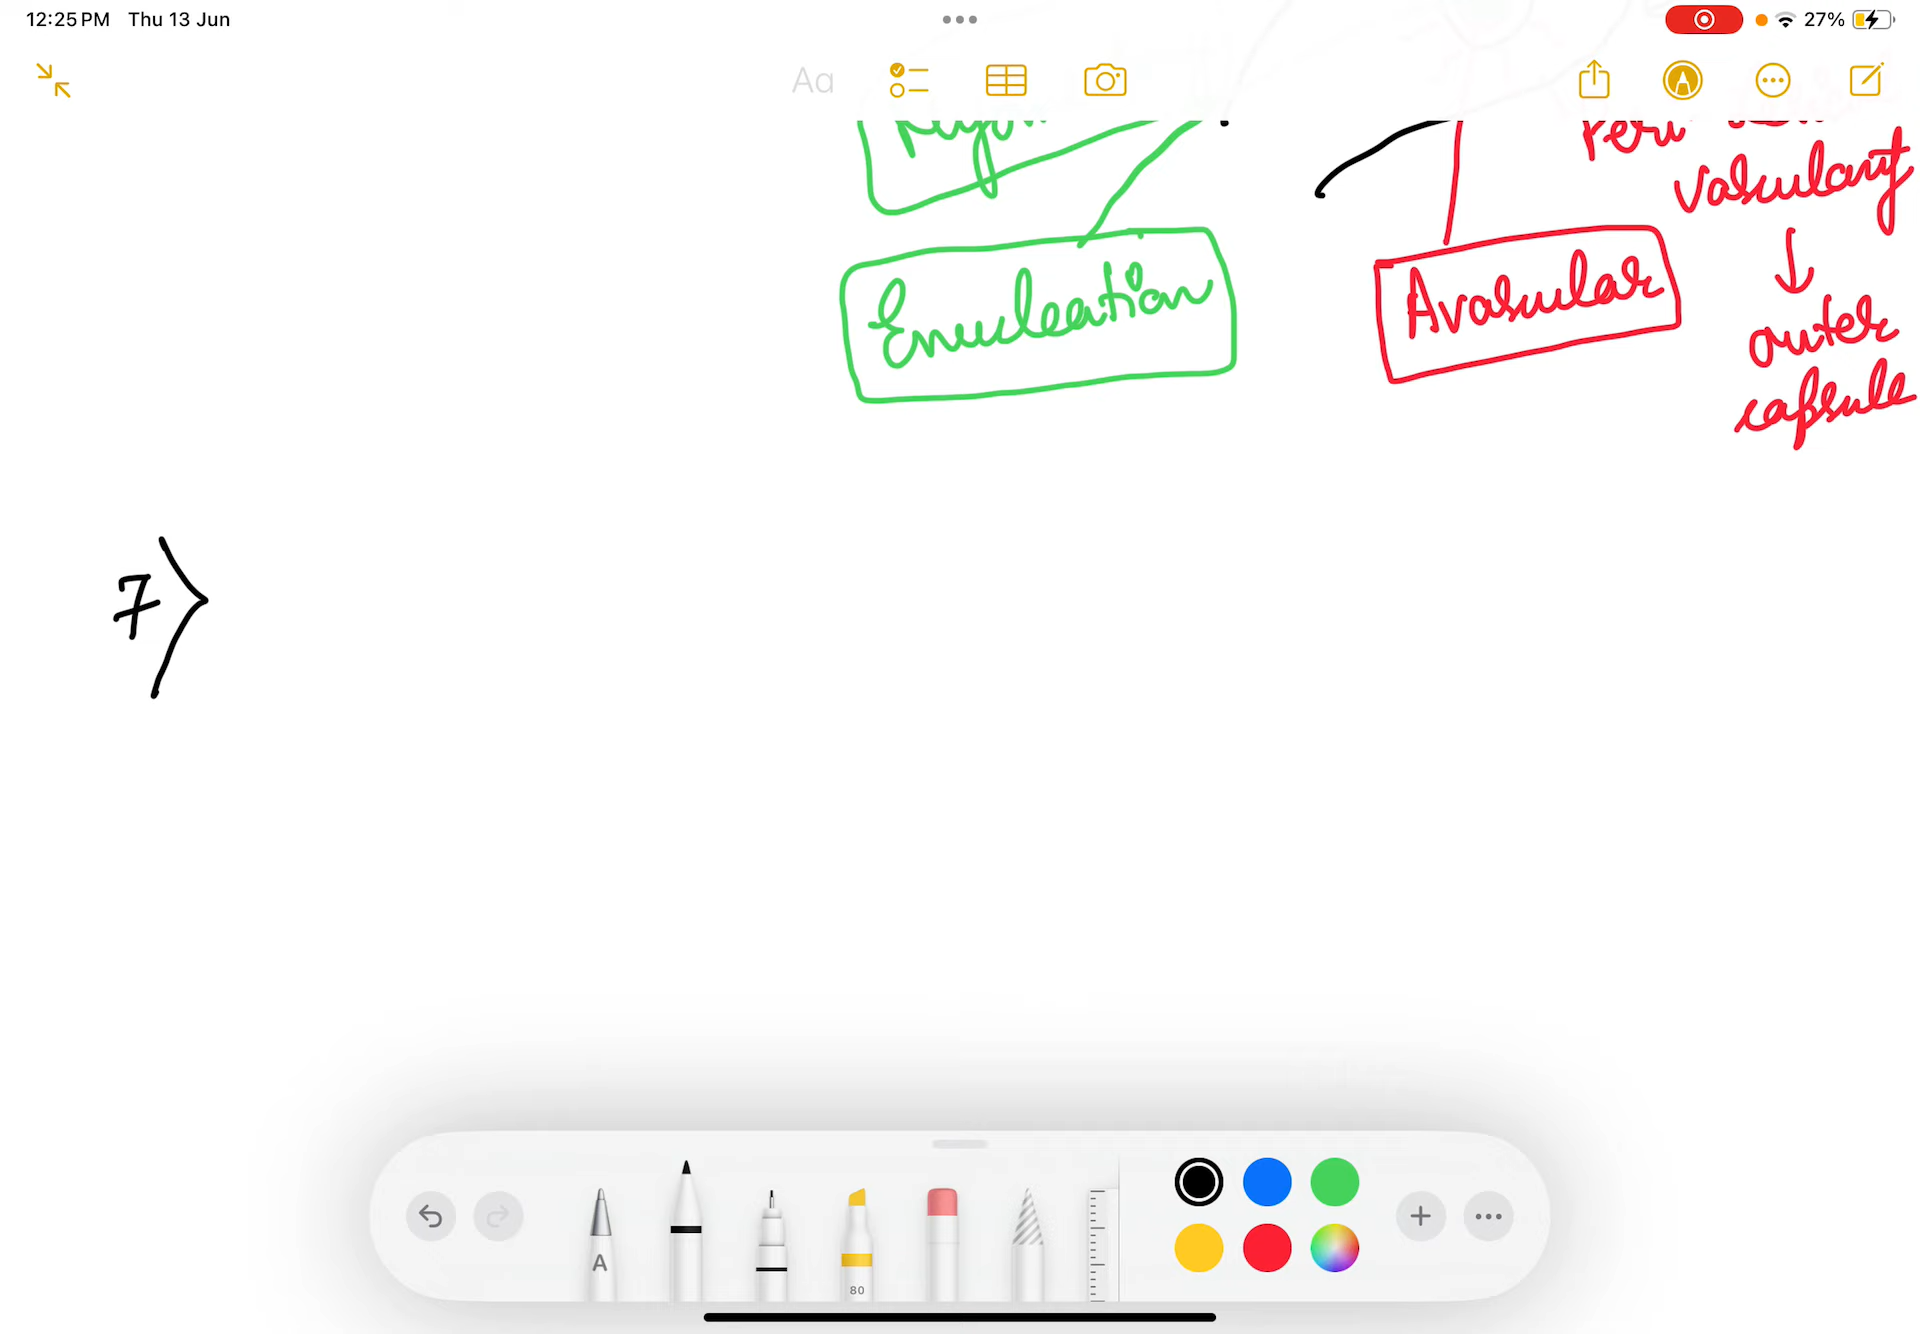 12:25 PM Thu 13 Jun
27%
Aa
Peri
vascularity
↓
outer
capsule
Enucleation
Avascular
7>
A
80